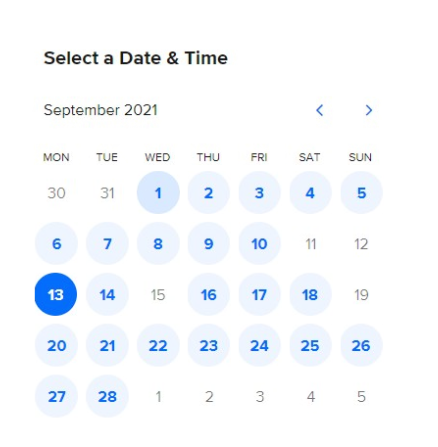 Select a Date & Time
September 2021
MON TUE WED THU FRI SAT SUN
30 31 1 2 3 4 5
6 7 8 9 10 11 12
13 14 15 16 17 18 19
20 21 22 23 24 25 26
27 28 1 2 3 4 5